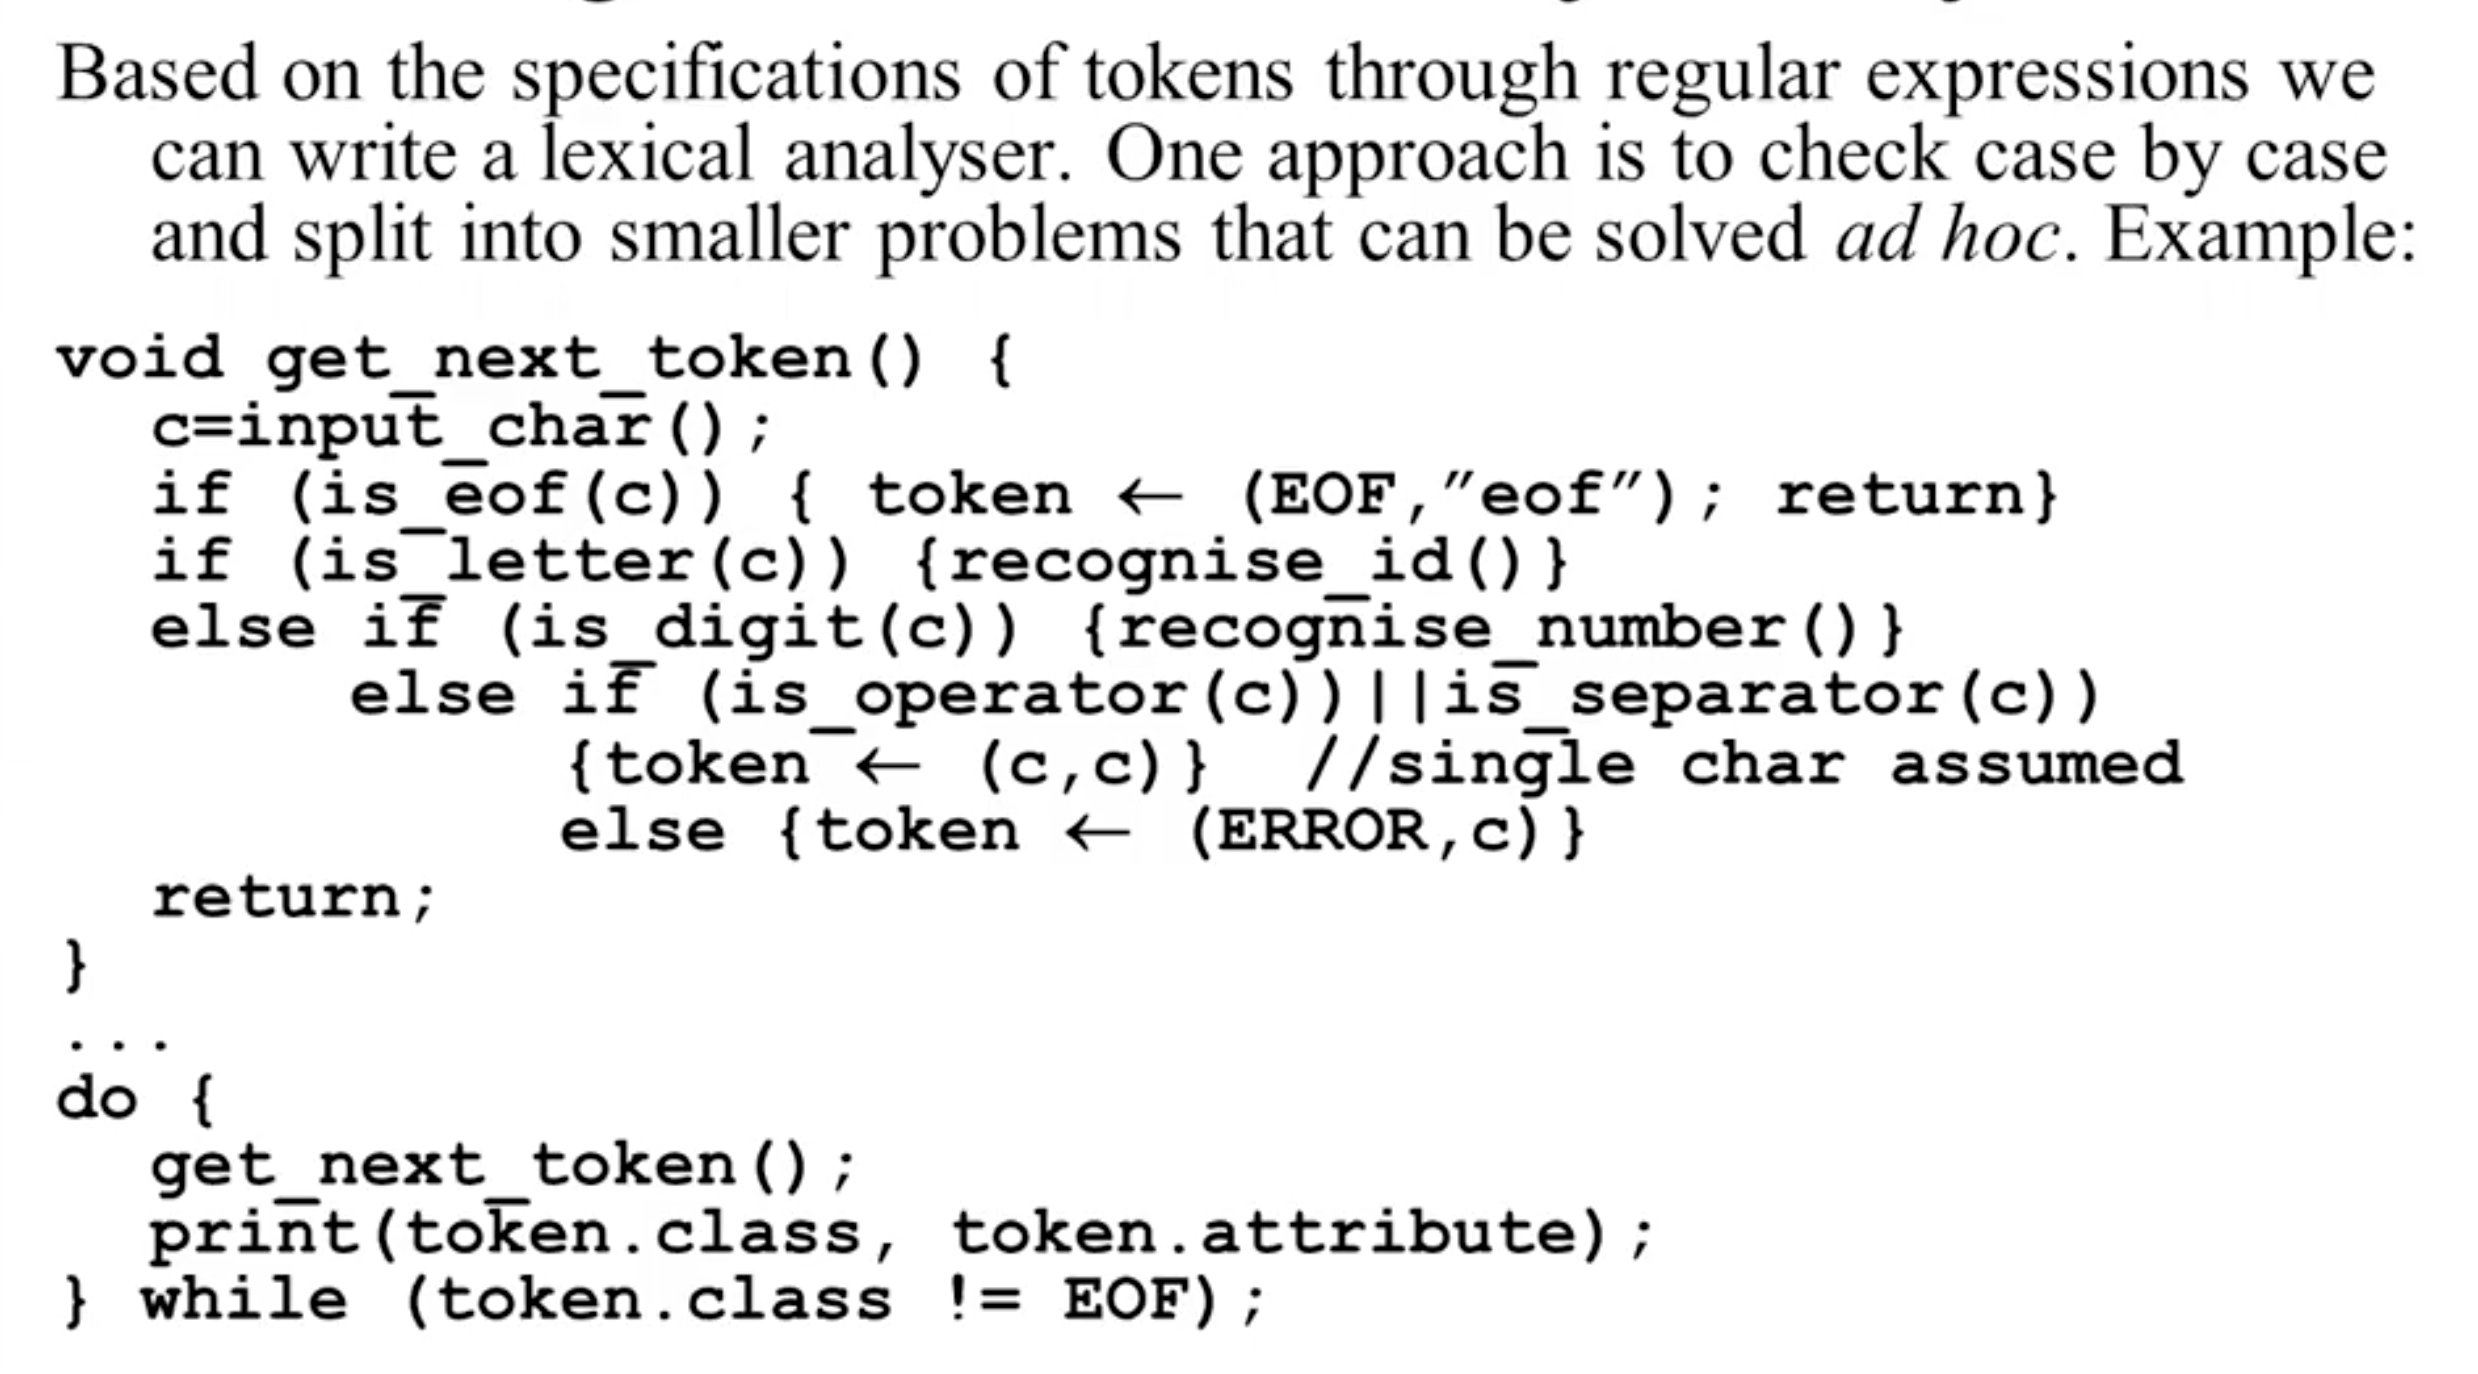 Based on the specifications of tokens through regular expressions we
can write a lexical analyser. One approach is to check case by case
and split into smaller problems that can be solved ad hoc. Example:
void get_next_token() {
c=input_char();
if (is_eof(c)) { token ← (EOF,"eof"); return}
if (is_letter(c)) {recognise_id()}
else if (is_digit(c)) {recognise_number()}
else if (is_operator(c))||is_separator(c))
{token ← (c,c)} //single char assumed
else {token ← (ERROR,c)}
return;
}
...
do {
get_next_token();
print(token.class, token.attribute);
} while (token.class != EOF);